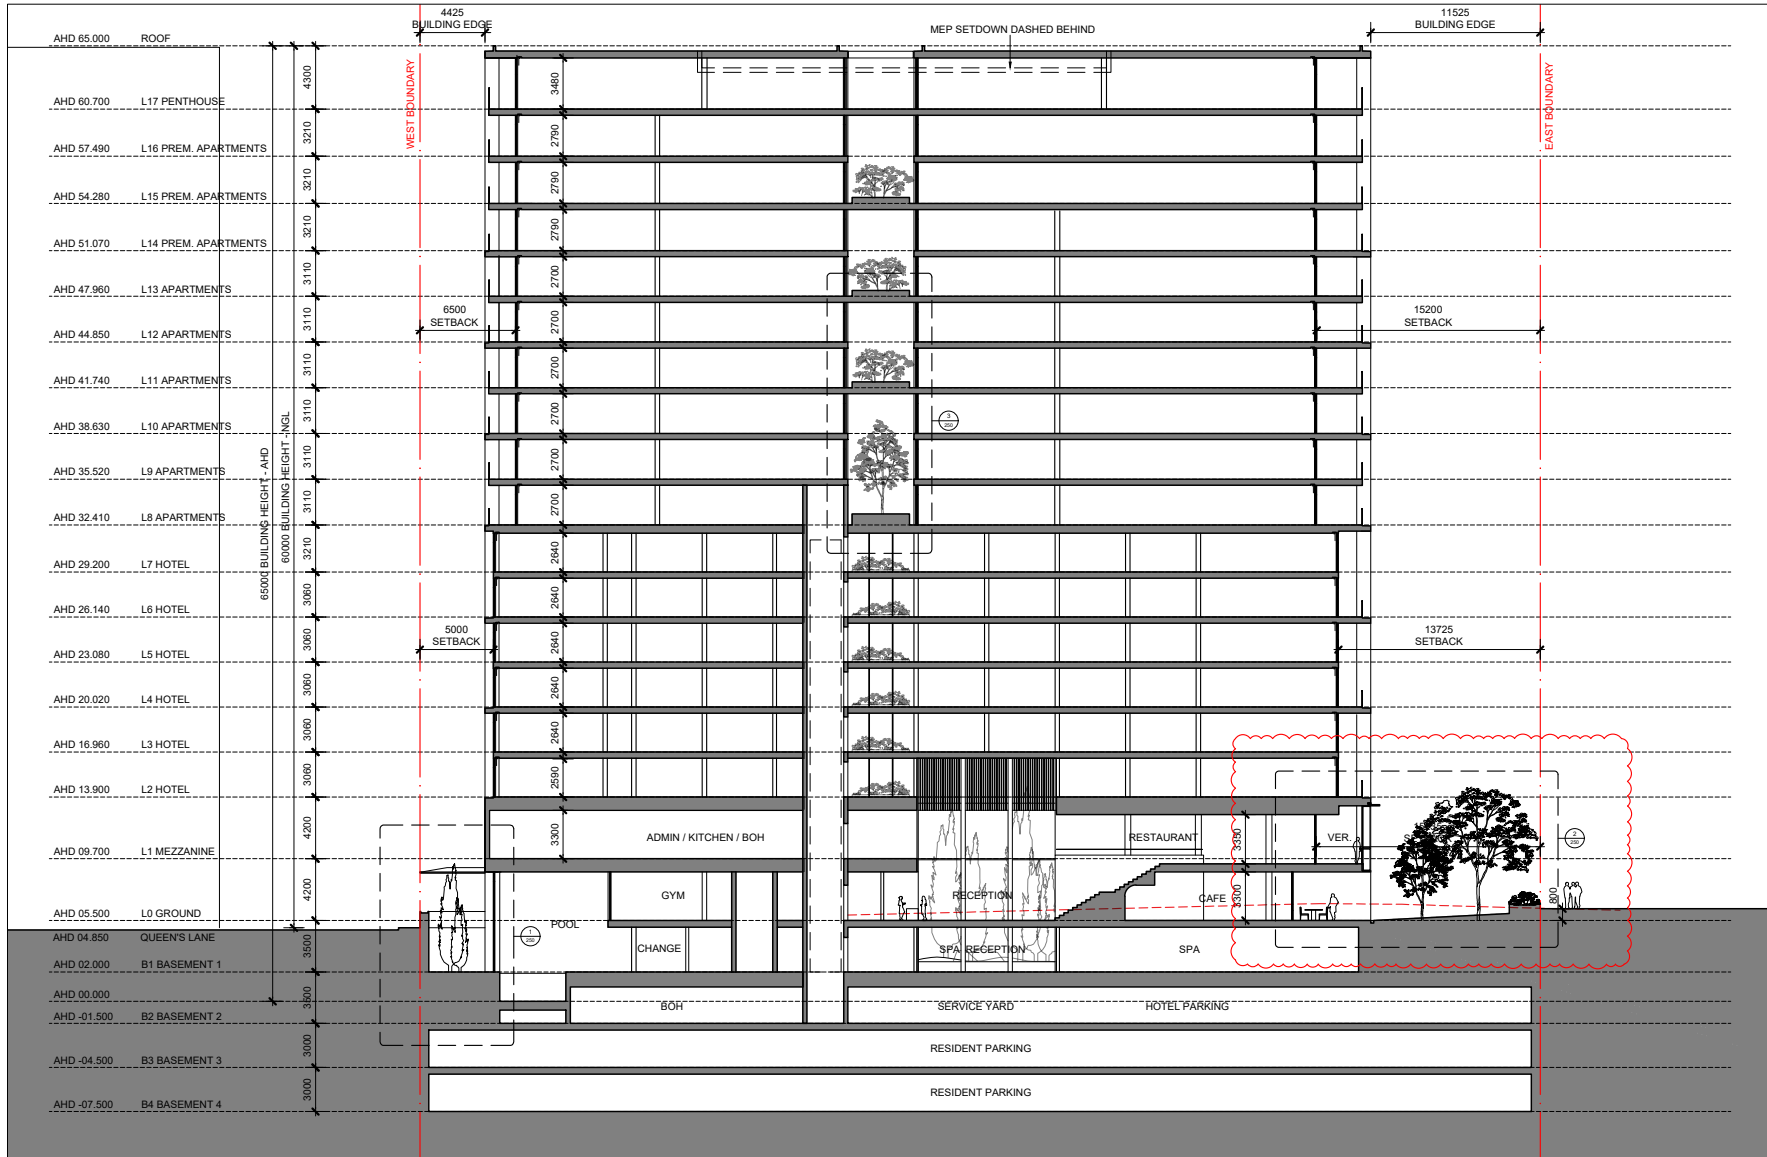 4425
BUILDING EDGE
11525
BUILDING EDGE
MEP SETDOWN DASHED BEHIND
AHD 65.000 ROOF
WEST BOUNDARY
EAST BOUNDARY
4300
3480
AHD 60.700 L17 PENTHOUSE
3210
2790
AHD 57.490 L16 PREM. APARTMENTS
3210
2790
AHD 54.280 L15 PREM. APARTMENTS
3210
2790
AHD 51.070 L14 PREM. APARTMENTS
3110
2700
AHD 47.960 L13 APARTMENTS
6500
SETBACK
15200
SETBACK
3110
2700
AHD 44.850 L12 APARTMENTS
3110
2700
AHD 41.740 L11 APARTMENTS
3110
2700
3
250
AHD 38.630 L10 APARTMENTS
3110
2700
AHD 35.520 L9 APARTMENTS
65000 BUILDING HEIGHT - AHD
60000 BUILDING HEIGHT - NGL
3110
2700
AHD 32.410 L8 APARTMENTS
3210
2640
AHD 29.200 L7 HOTEL
3060
2640
AHD 26.140 L6 HOTEL
5000
SETBACK
13725
SETBACK
3060
2640
AHD 23.080 L5 HOTEL
3060
2640
AHD 20.020 L4 HOTEL
3060
2640
AHD 16.960 L3 HOTEL
3060
2590
AHD 13.900 L2 HOTEL
4200
3300
ADMIN / KITCHEN / BOH
RESTAURANT
3350
VER.
2
250
AHD 09.700 L1 MEZZANINE
4200
GYM
RECEPTION
CAFE
3300
800
AHD 05.500 L0 GROUND
POOL
AHD 04.850 QUEEN'S LANE
1
250
3500
CHANGE
SPA RECEPTION
SPA
AHD 02.000 B1 BASEMENT 1
AHD 00.000
3500
BOH
SERVICE YARD
HOTEL PARKING
AHD -01.500 B2 BASEMENT 2
3000
RESIDENT PARKING
AHD -04.500 B3 BASEMENT 3
3000
RESIDENT PARKING
AHD -07.500 B4 BASEMENT 4